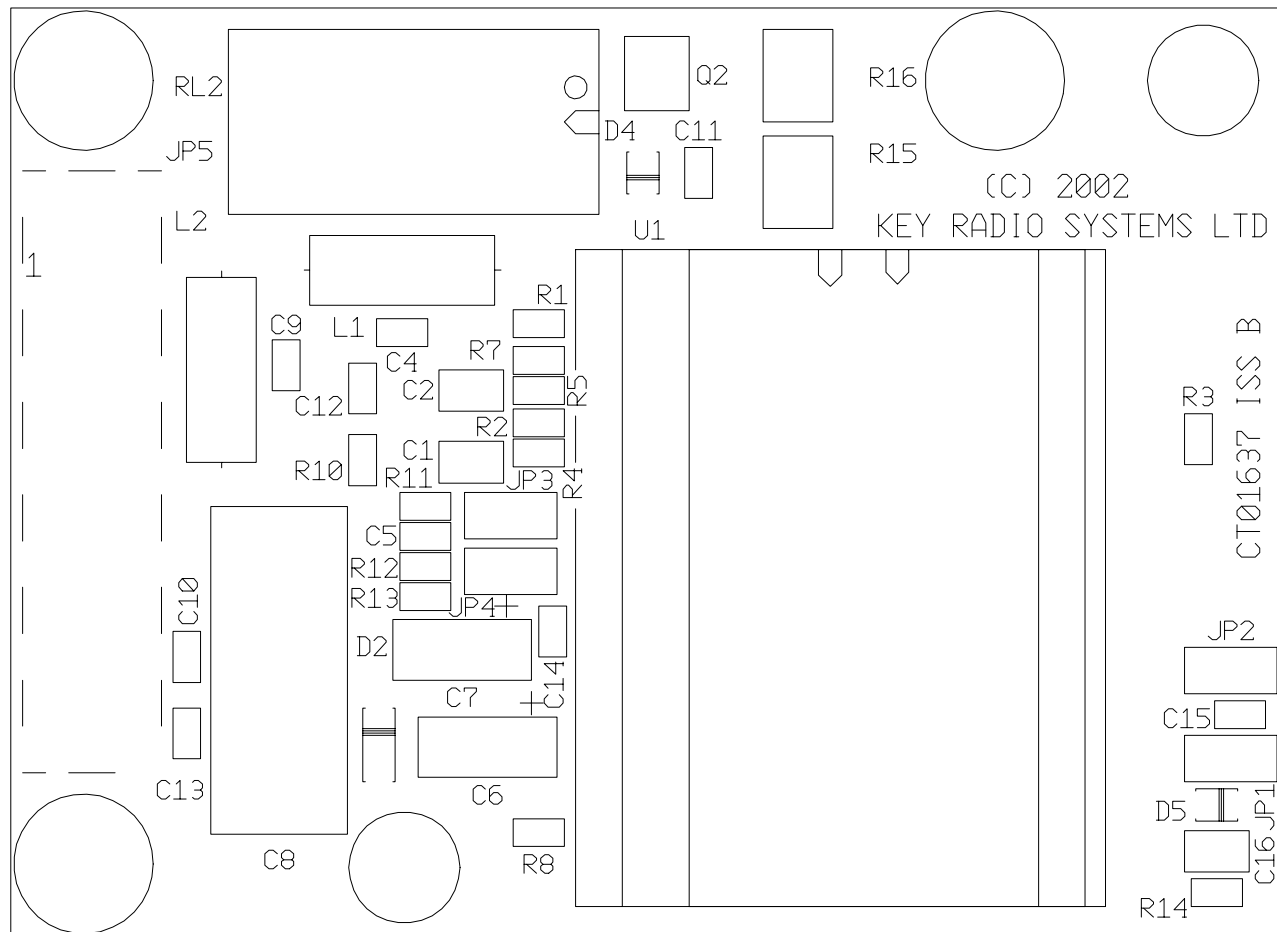 RL2
Q2
R16
D4
C11
JP5
R15
(C) 2002
L2
U1
KEY RADIO SYSTEMS LTD
1
R1
C9
L1
C4
R7
C2
R5
C12
R2
R3
CT01637 ISS B
C1
R10
R11
JP3
R4
C5
R12
C10
R13
JP4
D2
JP2
C14
C7
C15
C13
C6
D5
JP1
C8
R8
C16
R14